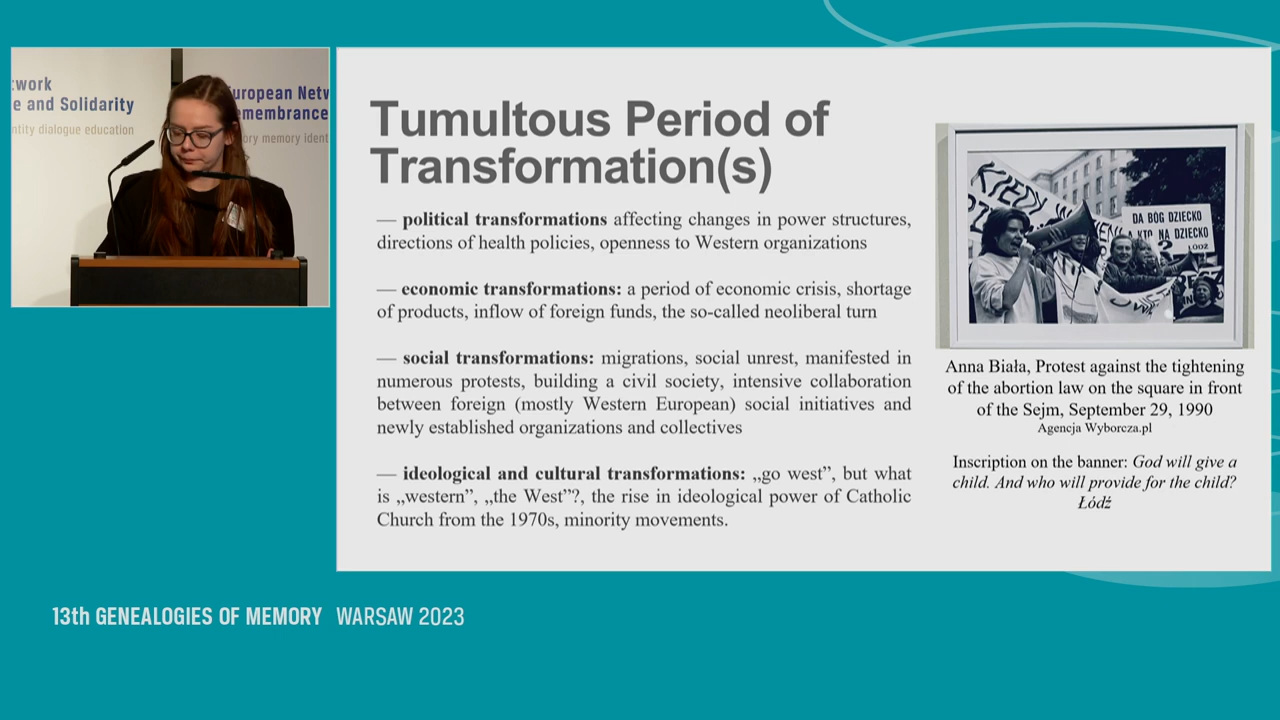 twork
e and Solidarity
ntity dialogue education
uropean Netw
emembrance
ory memory ident
Tumultous Period of
Transformation(s)
— political transformations affecting changes in power structures,
directions of health policies, openness to Western organizations
— economic transformations: a period of economic crisis, shortage
of products, inflow of foreign funds, the so-called neoliberal turn
— social transformations: migrations, social unrest, manifested in
numerous protests, building a civil society, intensive collaboration
between foreign (mostly Western European) social initiatives and
newly established organizations and collectives
— ideological and cultural transformations: „go west”, but what
is „western”, „the West”?, the rise in ideological power of Catholic
Church from the 1970s, minority movements.
KIEDY
DA BÓG DZIECKO
A KTO NA DZIECKO
?
ŁÓDŹ
Anna Biała, Protest against the tightening
of the abortion law on the square in front
of the Sejm, September 29, 1990
Agencja Wyborcza.pl
Inscription on the banner: God will give a
child. And who will provide for the child?
Łódź
13th GENEALOGIES OF MEMORY WARSAW 2023